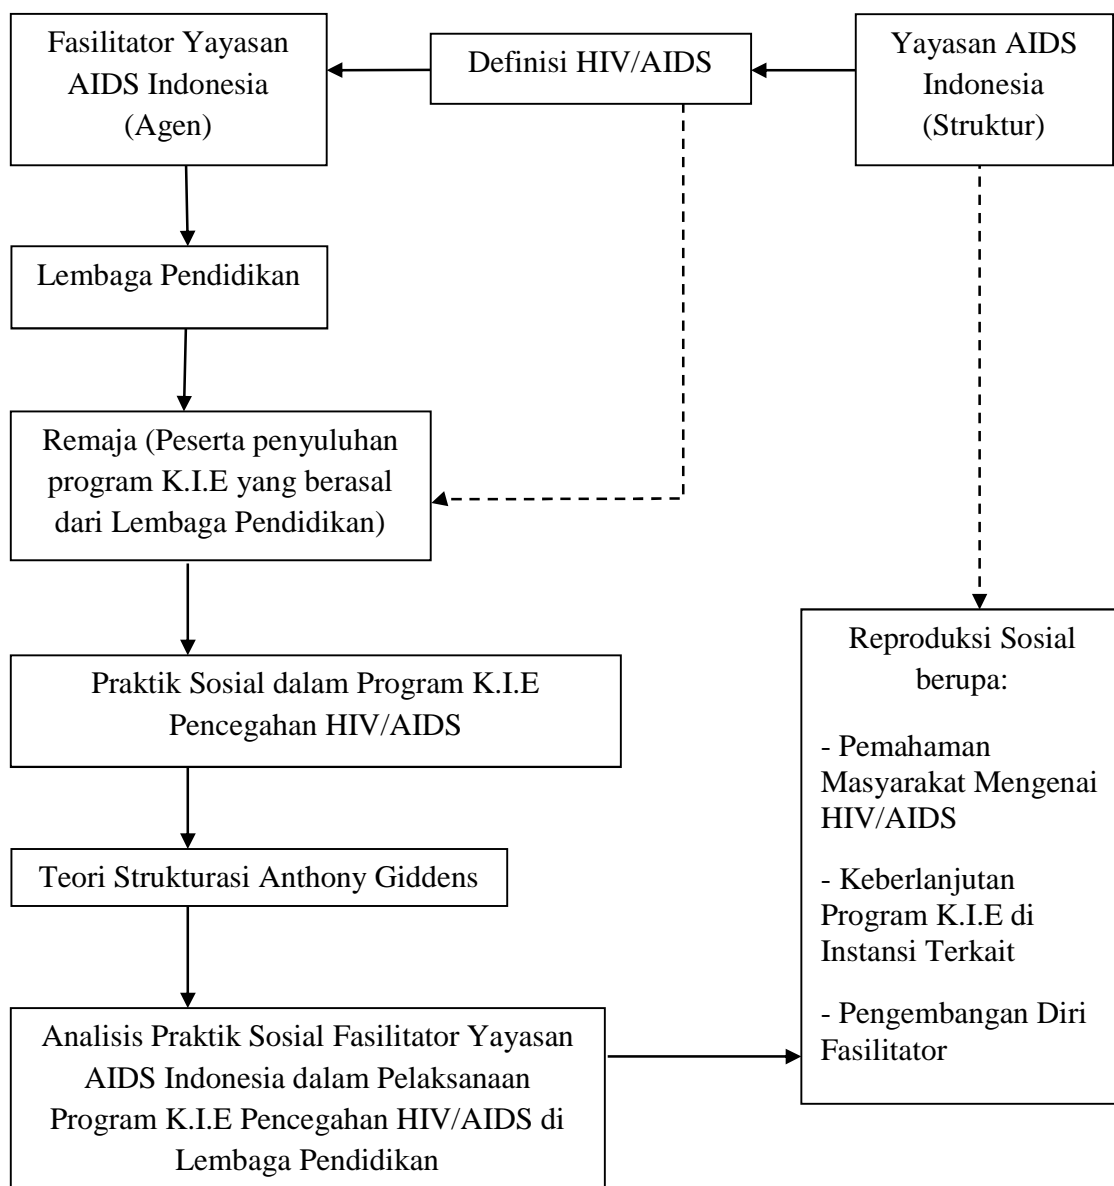 Fasilitator Yayasan
AIDS Indonesia
(Agen)
Definisi HIV/AIDS
Yayasan AIDS
Indonesia
(Struktur)
Lembaga Pendidikan
Remaja (Peserta penyuluhan
program K.I.E yang berasal
dari Lembaga Pendidikan)
Praktik Sosial dalam Program K.I.E
Pencegahan HIV/AIDS
Teori Strukturasi Anthony Giddens
Analisis Praktik Sosial Fasilitator Yayasan
AIDS Indonesia dalam Pelaksanaan
Program K.I.E Pencegahan HIV/AIDS di
Lembaga Pendidikan
Reproduksi Sosial
berupa:
- Pemahaman
Masyarakat Mengenai
HIV/AIDS
- Keberlanjutan
Program K.I.E di
Instansi Terkait
- Pengembangan Diri
Fasilitator